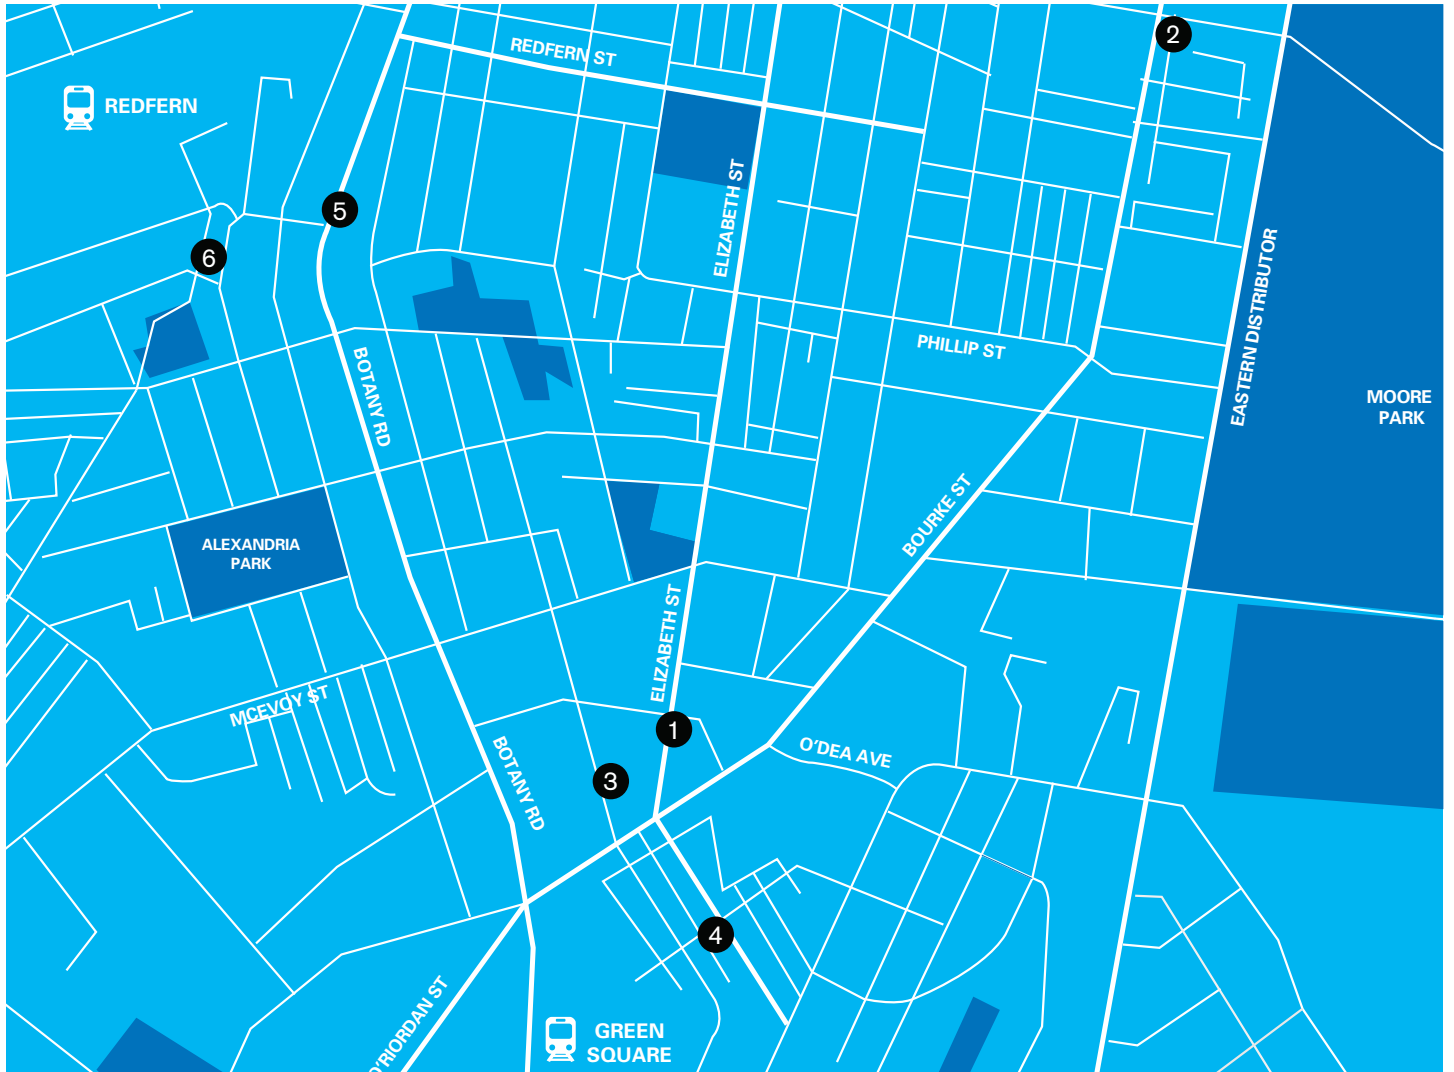 2
REDFERN ST
REDFERN
ELIZABETH ST
5
6
EASTERN DISTRIBUTOR
PHILLIP ST
BOTANY RD
MOORE
PARK
BOURKE ST
ALEXANDRIA
PARK
ELIZABETH ST
MCEVOY ST
1
O'DEA AVE
BOTANY RD
3
4
O'RIORDAN ST
GREEN
SQUARE